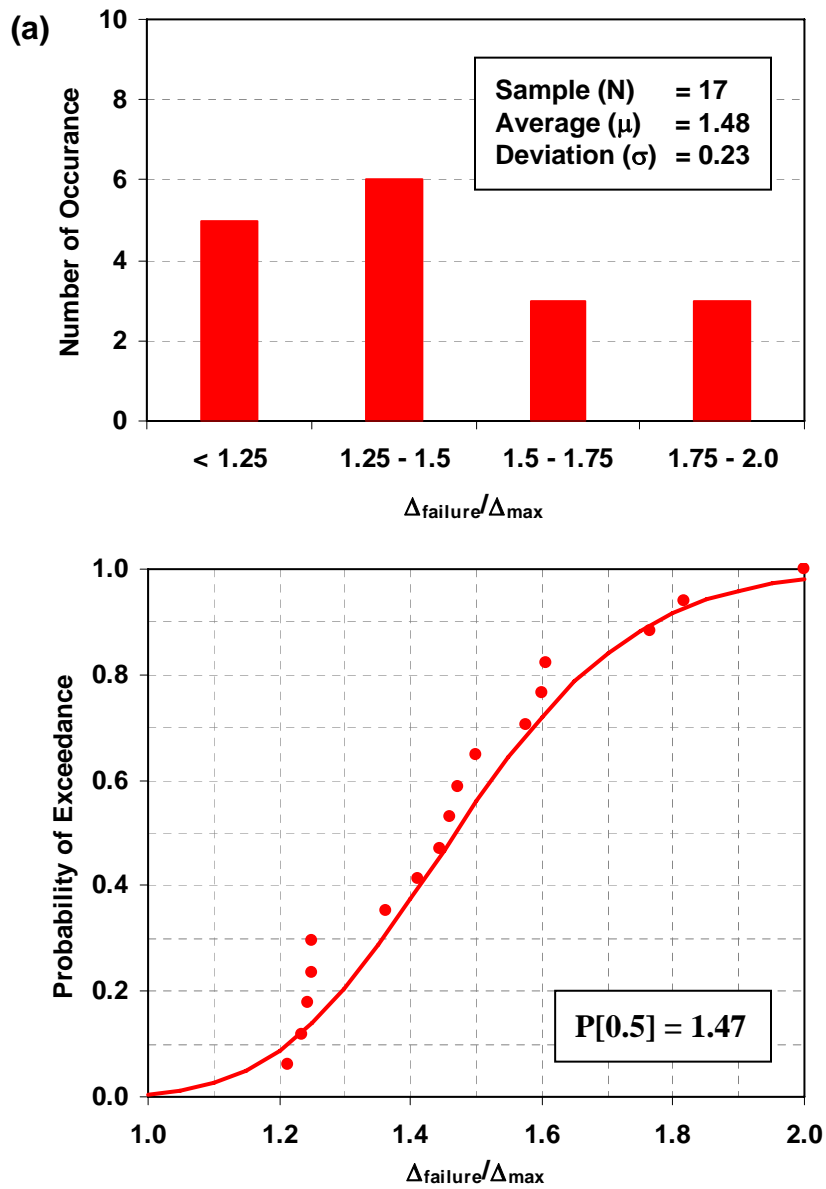 (a)
10
8
6
4
2
0
Number of Occurance
Sample (N) = 17
Average (μ) = 1.48
Deviation (σ) = 0.23
< 1.25 1.25 - 1.5 1.5 - 1.75 1.75 - 2.0
Δfailure/Δmax
1.0
0.8
0.6
0.4
0.2
0.0
Probability of Exceedance
P[0.5] = 1.47
1.0 1.2 1.4 1.6 1.8 2.0
Δfailure/Δmax